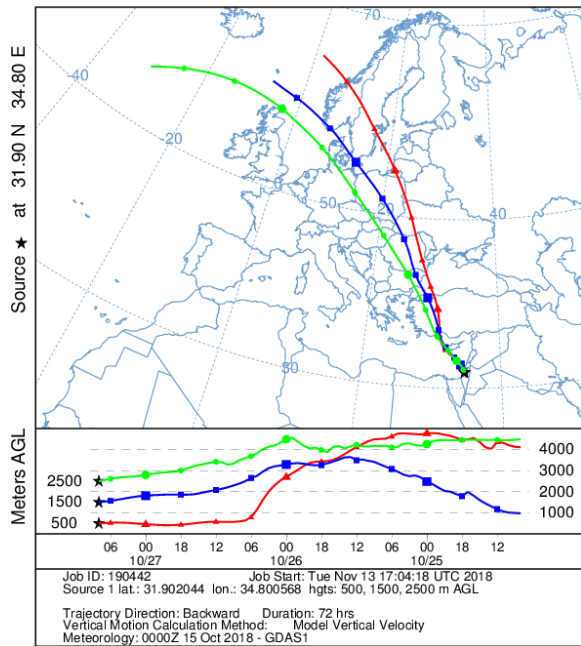 Source ★ at 31.90 N 34.80 E
-40
20
70
50
40
30
Meters AGL
2500
1500
500
4000
3000
2000
1000
06 00 18 12 06 00 18 12 06 00 18 12
10/27 10/26 10/25
Job ID: 190442 Job Start: Tue Nov 13 17:04:18 UTC 2018
Source 1 lat.: 31.902044 lon.: 34.800568 hgts: 500, 1500, 2500 m AGL
Trajectory Direction: Backward Duration: 72 hrs
Vertical Motion Calculation Method: Model Vertical Velocity
Meteorology: 0000Z 15 Oct 2018 - GDAS1